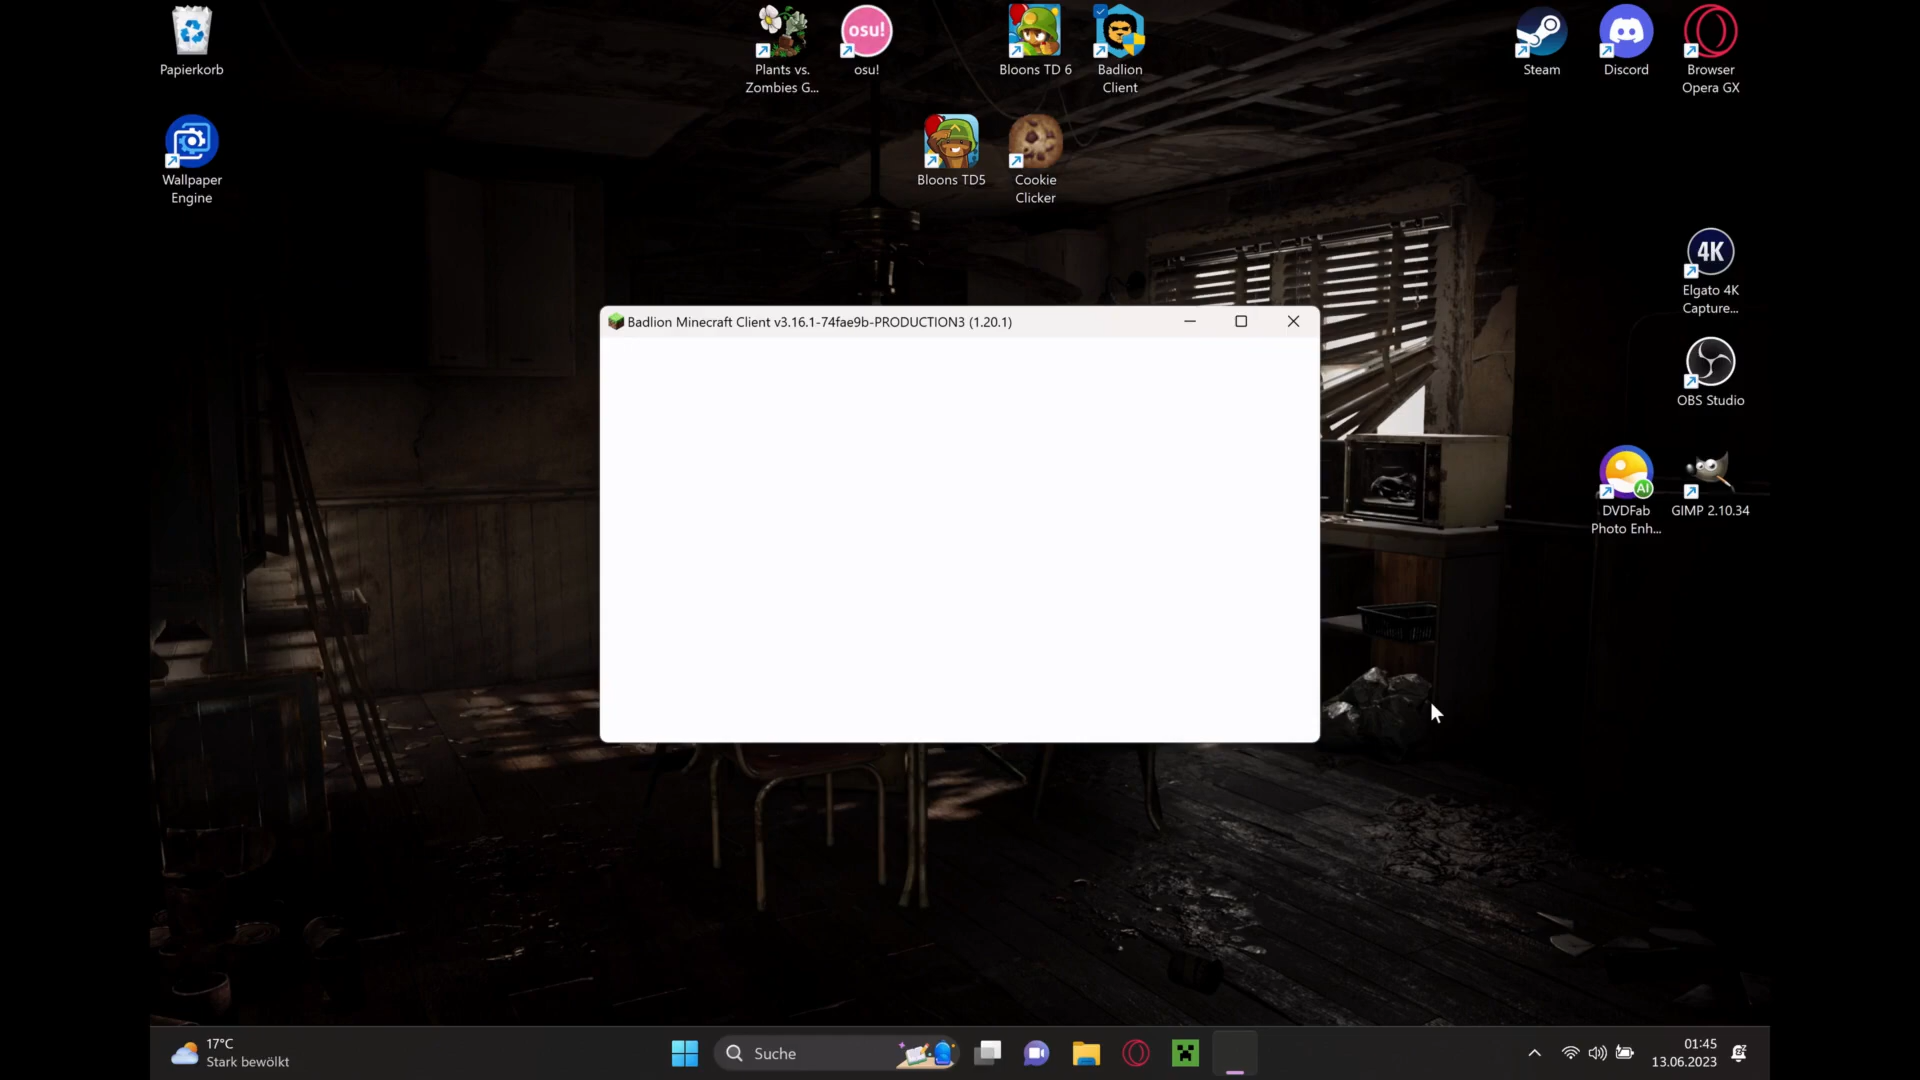 Papierkorb
Plants vs.
Zombies G...
osu!
osu!
Bloons TD 6
Badlion
Client
Steam
Discord
Browser
Opera GX
Wallpaper
Engine
Bloons TD5
Cookie
Clicker
4K
Elgato 4K
Capture...
Badlion Minecraft Client v3.16.1-74fae9b-PRODUCTION3 (1.20.1)
OBS Studio
AI
DVDFab
Photo Enh...
GIMP 2.10.34
17°C
Stark bewölkt
Suche
01:45
13.06.2023